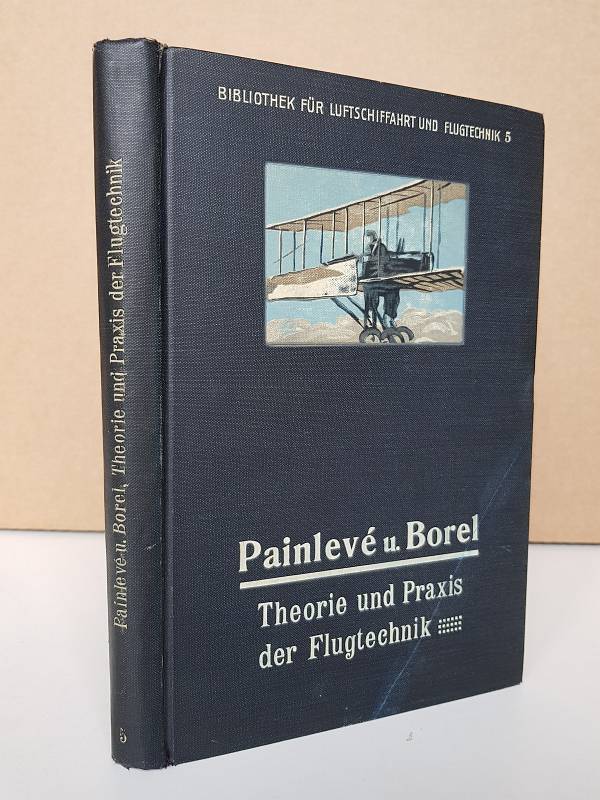 BIBLIOTHEK FÜR LUFTSCHIFFAHRT UND FLUGTECHNIK 5
Painlevé u. Borel
Theorie und Praxis
der Flugtechnik
Painlevé u. Borel, Theorie und Praxis der Flugtechnik
5